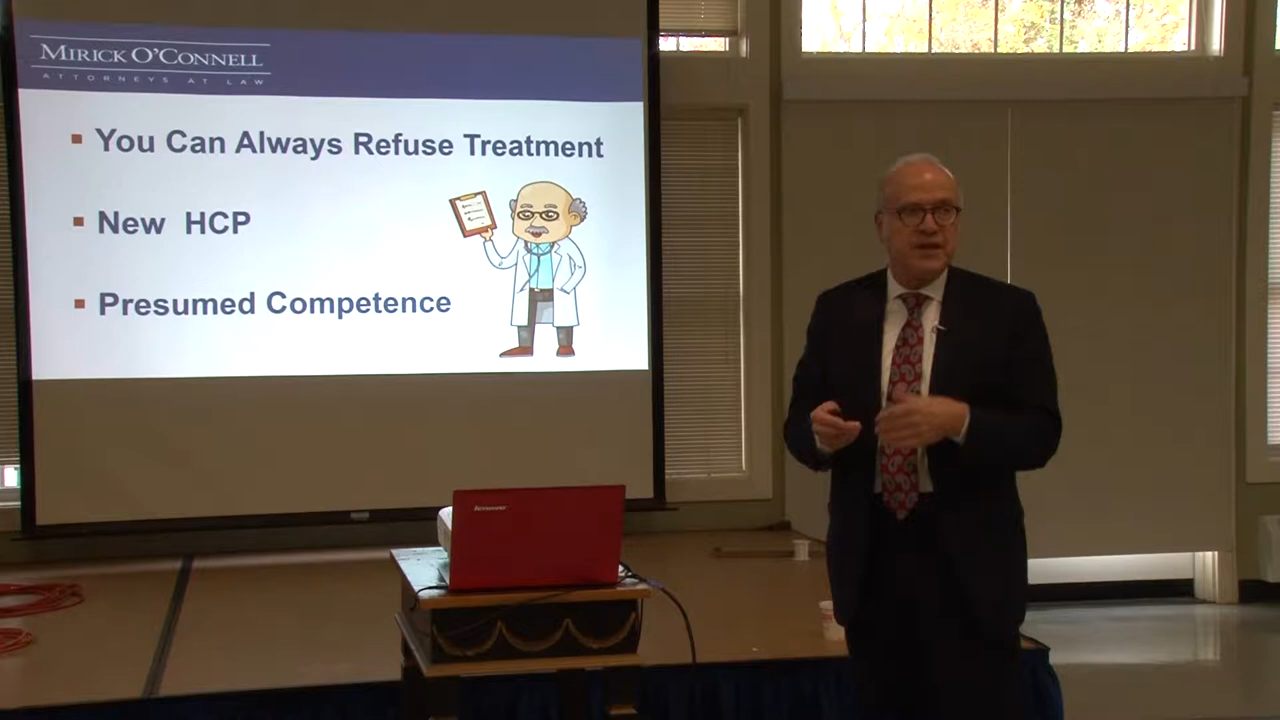 MIRICK O'CONNELL
ATTORNEYS AT LAW
You Can Always Refuse Treatment
New HCP
Presumed Competence
lenovo